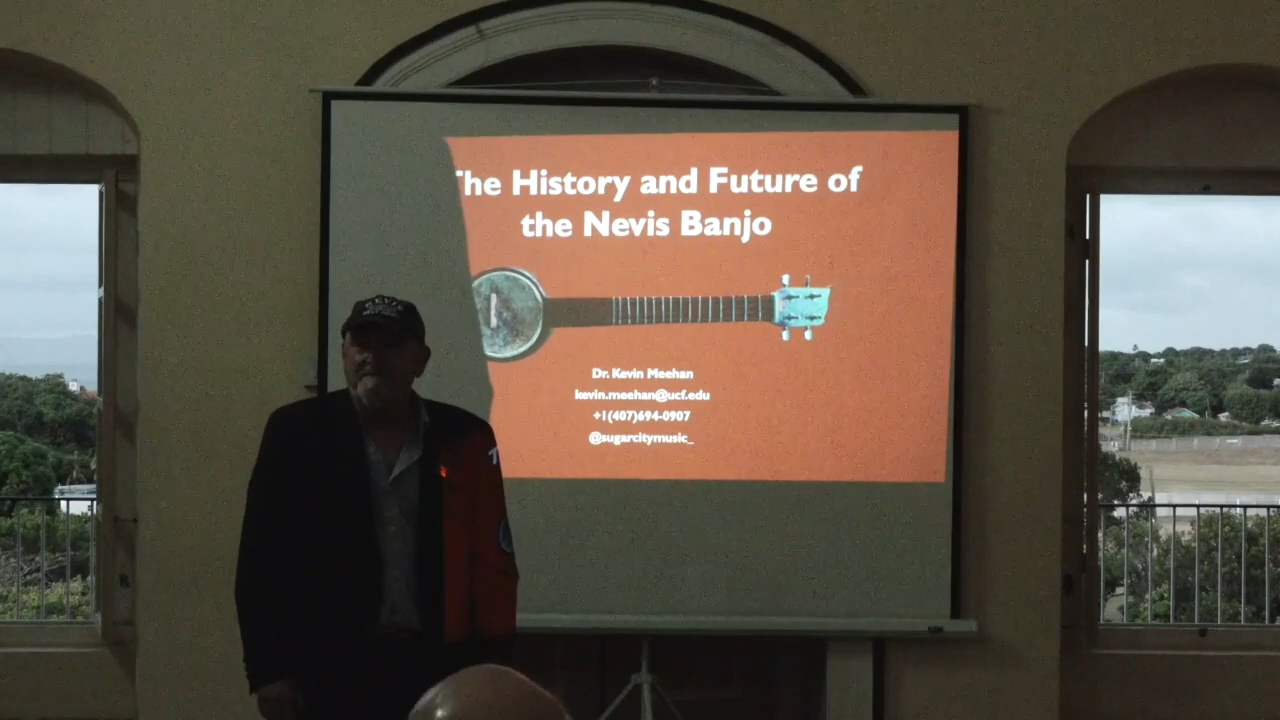 The History and Future of
the Nevis Banjo
Dr. Kevin Meehan
kevin.meehan@ucf.edu
+1(407)694-0907
@sugarcitymusic_
NEVIS